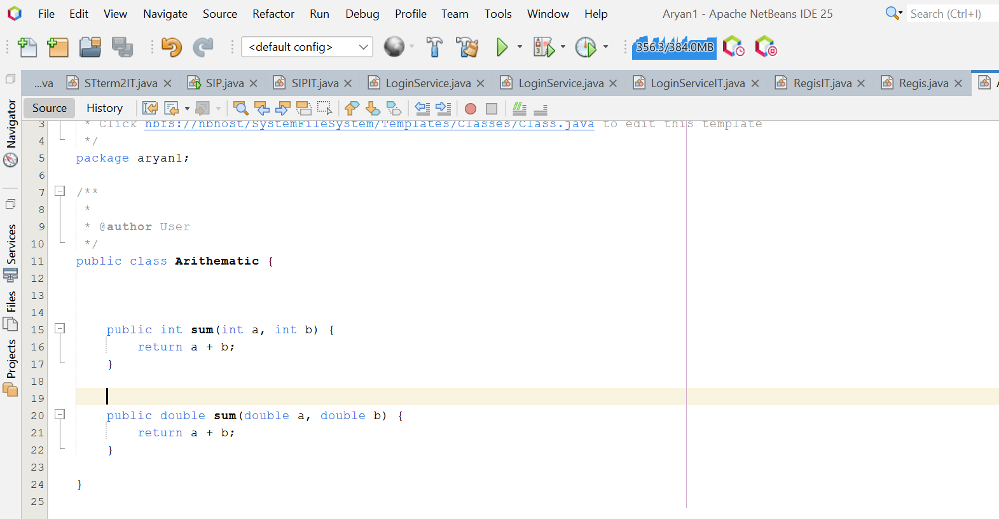 File Edit View Navigate Source Refactor Run Debug Profile Team Tools Window Help Aryan1 - Apache NetBeans IDE 25 Search (Ctrl+I)
<default config> 356.3/384.0MB
...va STterm2IT.java SIP.java SIPIT.java LoginService.java LoginService.java LoginServiceIT.java RegisIT.java Regis.java A
Source History
Navigator
Services
Files
Projects
3 * Click nbfs://nbhost/SystemFileSystem/Templates/Classes/Class.java to edit this template
4 */
5 package aryan1;
6
7 /**
8 *
9 * @author User
10 */
11 public class Arithematic {
12
13
14
15 public int sum(int a, int b) {
16 return a + b;
17 }
18
19
20 public double sum(double a, double b) {
21 return a + b;
22 }
23
24 }
25